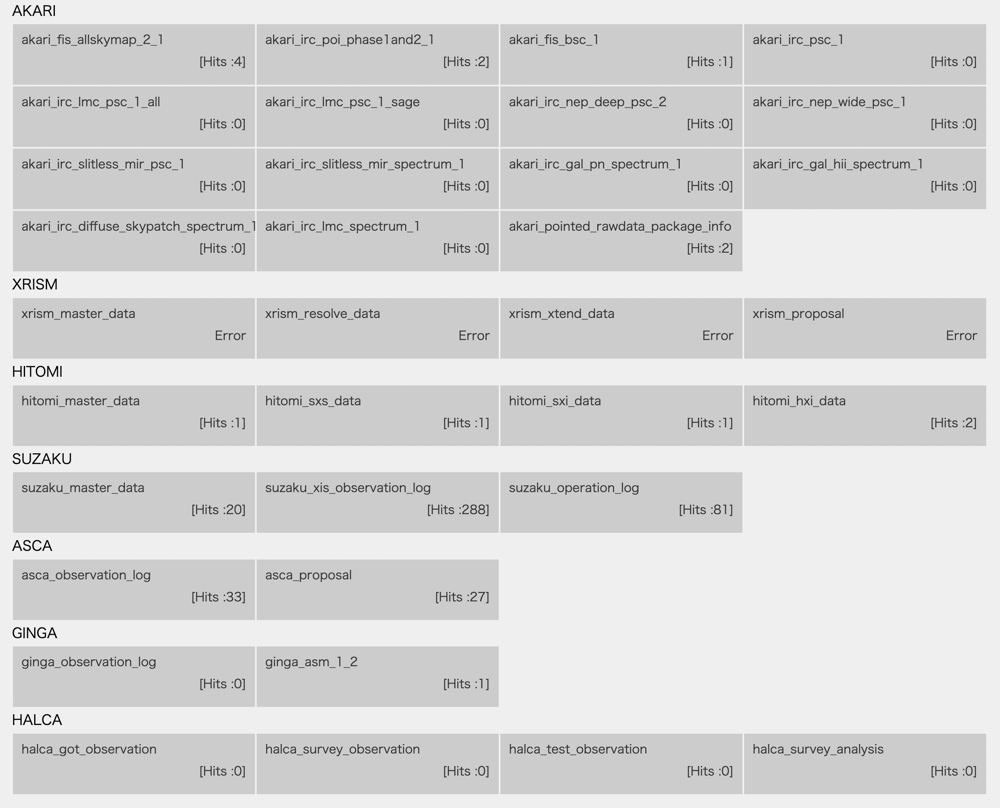 AKARI
akari_fis_allskymap_2_1
[Hits :4]
akari_irc_poi_phase1and2_1
[Hits :2]
akari_fis_bsc_1
[Hits :1]
akari_irc_psc_1
[Hits :0]
akari_irc_lmc_psc_1_all
[Hits :0]
akari_irc_lmc_psc_1_sage
[Hits :0]
akari_irc_nep_deep_psc_2
[Hits :0]
akari_irc_nep_wide_psc_1
[Hits :0]
akari_irc_slitless_mir_psc_1
[Hits :0]
akari_irc_slitless_mir_spectrum_1
[Hits :0]
akari_irc_gal_pn_spectrum_1
[Hits :0]
akari_irc_gal_hii_spectrum_1
[Hits :0]
akari_irc_diffuse_skypatch_spectrum_1
[Hits :0]
akari_irc_lmc_spectrum_1
[Hits :0]
akari_pointed_rawdata_package_info
[Hits :2]
XRISM
xrism_master_data
Error
xrism_resolve_data
Error
xrism_xtend_data
Error
xrism_proposal
Error
HITOMI
hitomi_master_data
[Hits :1]
hitomi_sxs_data
[Hits :1]
hitomi_sxi_data
[Hits :1]
hitomi_hxi_data
[Hits :2]
SUZAKU
suzaku_master_data
[Hits :20]
suzaku_xis_observation_log
[Hits :288]
suzaku_operation_log
[Hits :81]
ASCA
asca_observation_log
[Hits :33]
asca_proposal
[Hits :27]
GINGA
ginga_observation_log
[Hits :0]
ginga_asm_1_2
[Hits :1]
HALCA
halca_got_observation
[Hits :0]
halca_survey_observation
[Hits :0]
halca_test_observation
[Hits :0]
halca_survey_analysis
[Hits :0]